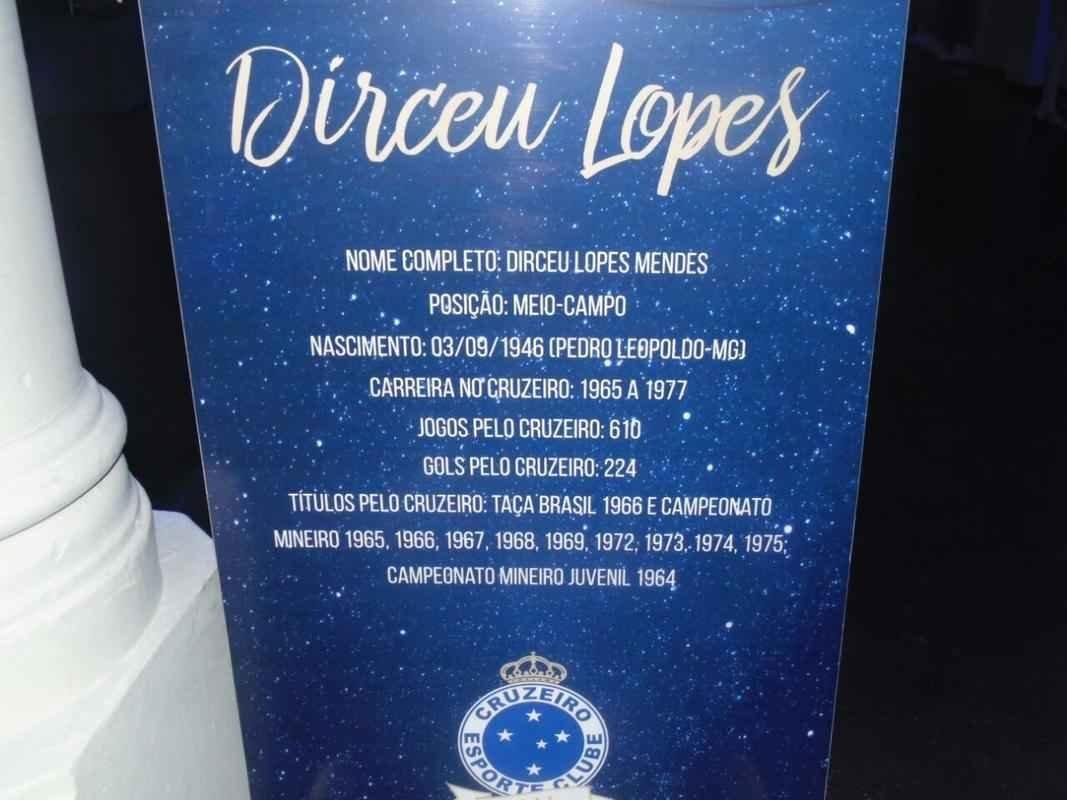 Dirceu Lopes
NOME COMPLETO: DIRCEU LOPES MENDES
POSIÇÃO: MEIO-CAMPO
NASCIMENTO: 03/09/1946 (PEDRO LEOPOLDO-MG)
CARREIRA NO CRUZEIRO: 1965 A 1977
JOGOS PELO CRUZEIRO: 610
GOLS PELO CRUZEIRO: 224
TÍTULOS PELO CRUZEIRO: TAÇA BRASIL 1966 E CAMPEONATO
MINEIRO 1965, 1966, 1967, 1968, 1969, 1972, 1973, 1974, 1975,
CAMPEONATO MINEIRO JUVENIL 1964
CRUZEIRO
ESPORTE CLUBE